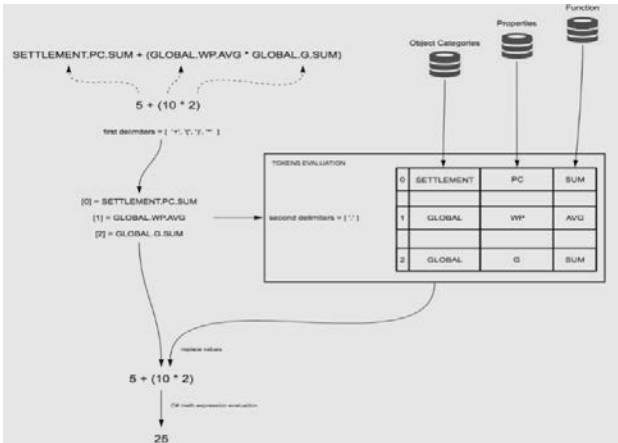 Function
Properties
Object Categories
SETTLEMENT.PC.SUM + (GLOBAL.WP.AVG * GLOBAL.G.SUM)
5 + (10 * 2)
first delimiters = [ '+', '(', ')', '*' ]
TOKENS EVALUATION
0 SETTLEMENT PC SUM
[0] = SETTLEMENT.PC.SUM
[1] = GLOBAL.WP.AVG
second delimiters = ['.']
1 GLOBAL WP AVG
[2] = GLOBAL.G.SUM
2 GLOBAL G SUM
replace values
5 + (10 * 2)
C# math expression evaluation
25